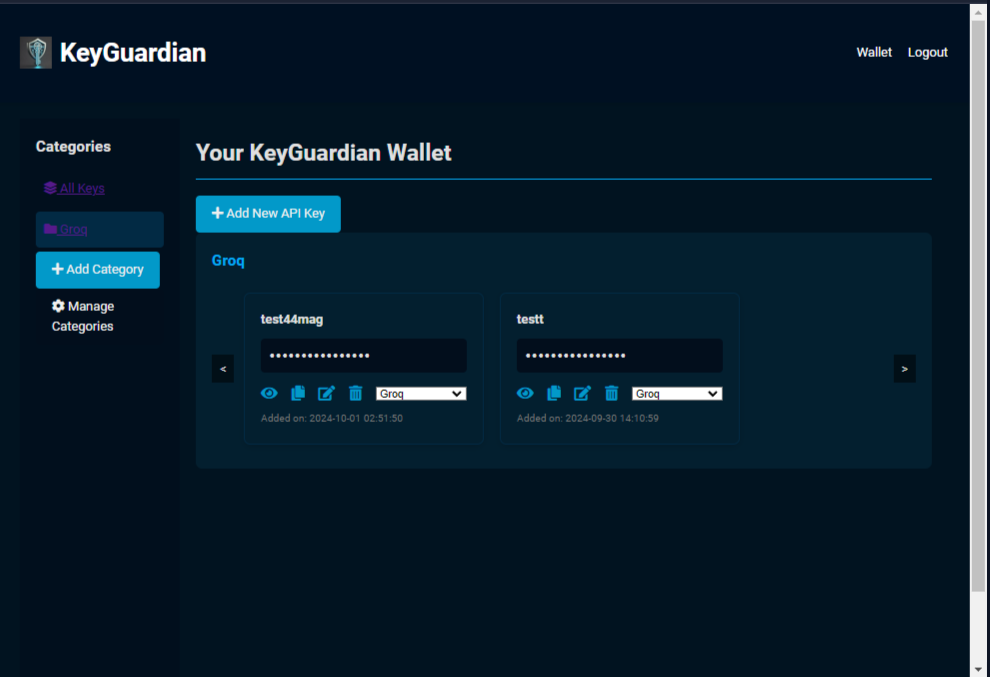 KeyGuardian
Wallet Logout
Categories
All Keys
Groq
Add Category
Manage
Categories
Your KeyGuardian Wallet
Add New API Key
Groq
<
test44mag
••••••••••••••••
Groq
Added on: 2024-10-01 02:51:50
testt
••••••••••••••••
Groq
Added on: 2024-09-30 14:10:59
>